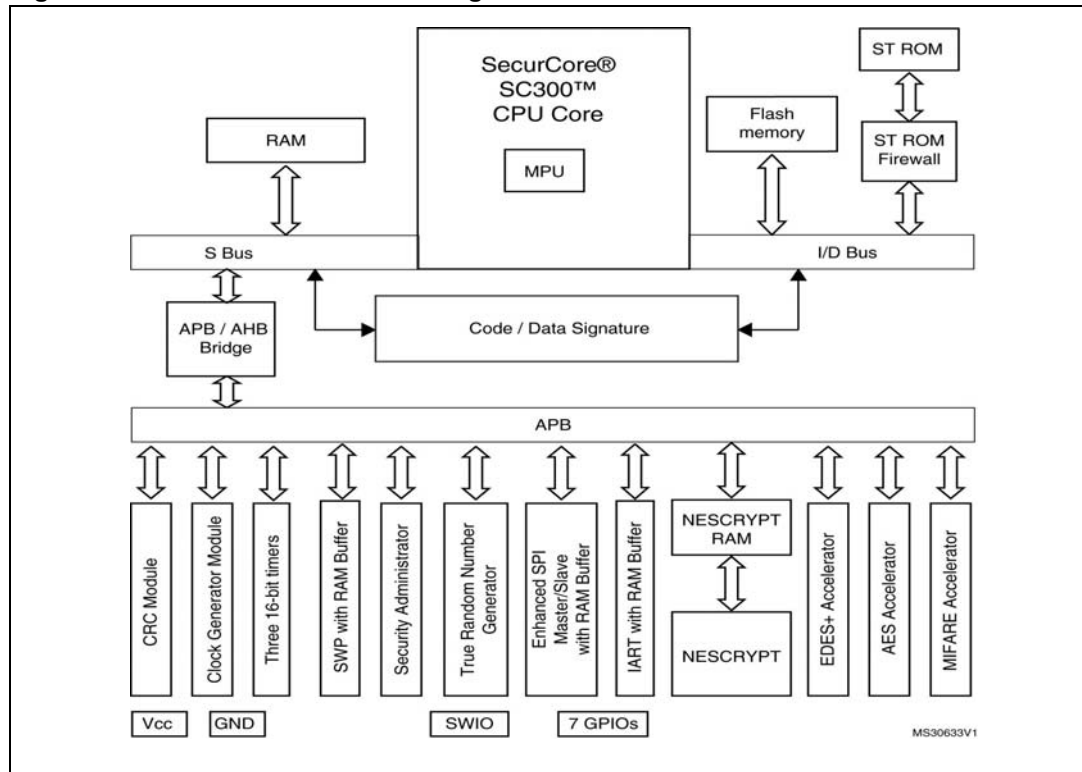 SecurCore®
SC300™
CPU Core
MPU
RAM
Flash
memory
ST ROM
ST ROM
Firewall
S Bus
I/D Bus
APB / AHB
Bridge
Code / Data Signature
APB
CRC Module
Clock Generator Module
Three 16-bit timers
SWP with RAM Buffer
Security Administrator
True Random Number
Generator
Enhanced SPI
Master/Slave
with RAM Buffer
IART with RAM Buffer
NESCRYPT
RAM
NESCRYPT
EDES+ Accelerator
AES Accelerator
MIFARE Accelerator
Vcc
GND
SWIO
7 GPIOs
MS30633V1